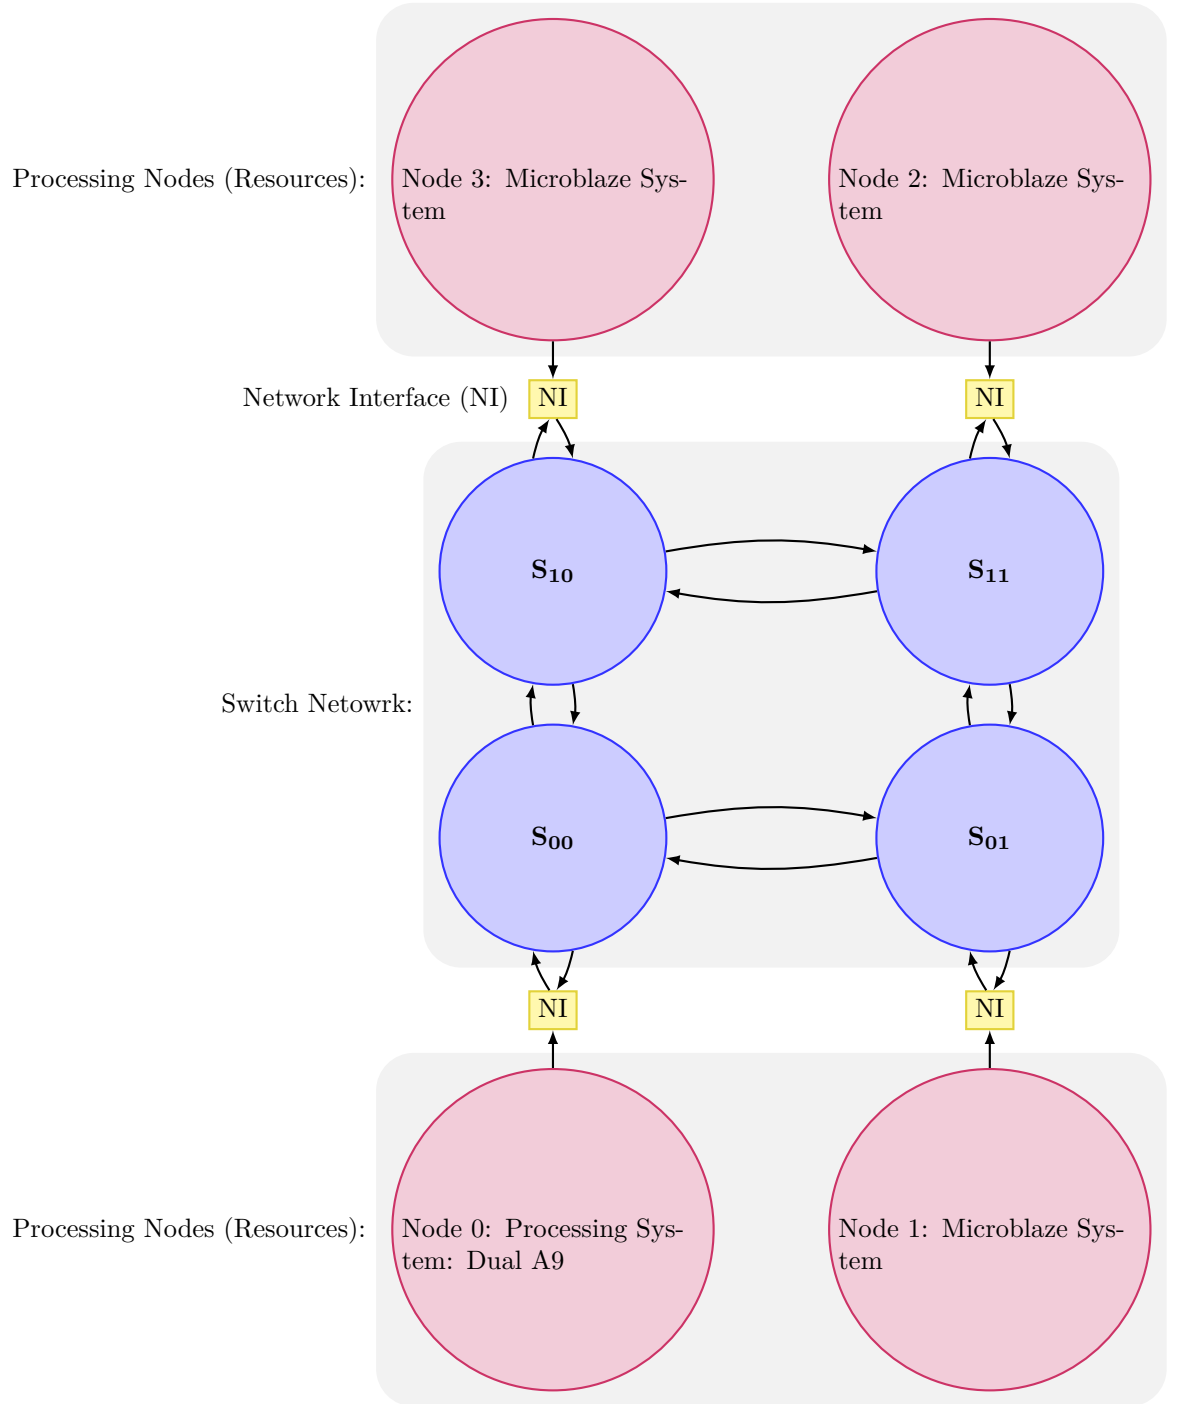 Processing Nodes (Resources):
Node 3: Microblaze Sys-
tem
Node 2: Microblaze Sys-
tem
Network Interface (NI)
NI
NI
S10
S11
Switch Netowrk:
S00
S01
NI
NI
Processing Nodes (Resources):
Node 0: Processing Sys-
tem: Dual A9
Node 1: Microblaze Sys-
tem